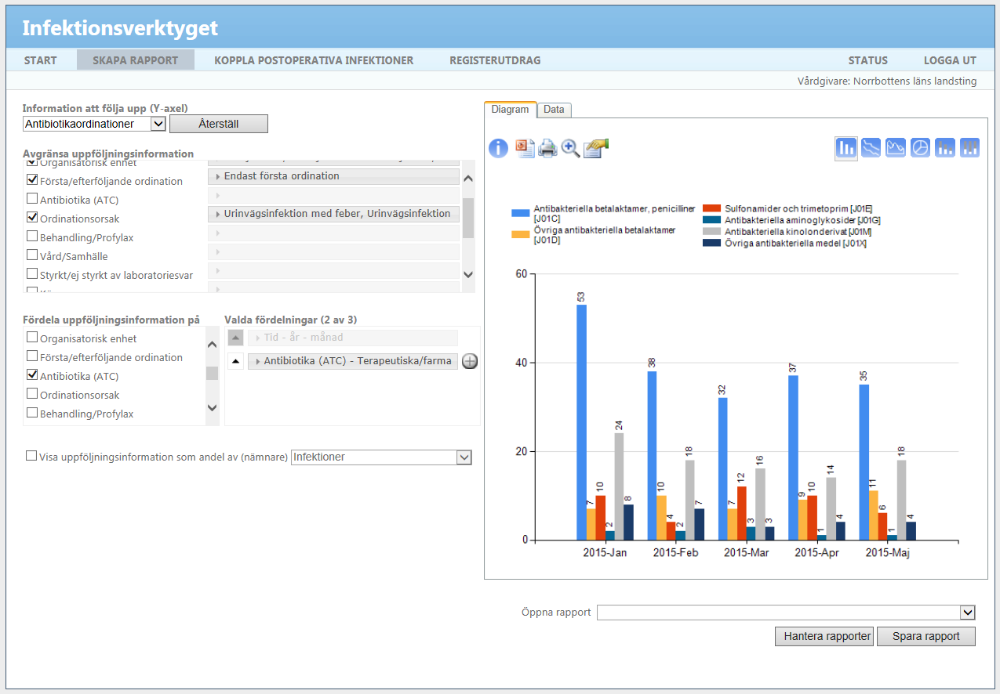 Infektionsverktyget
START SKAPA RAPPORT KOPPLA POSTOPERATIVA INFEKTIONER REGISTERUTDRAG STATUS LOGGA UT
Vårdgivare: Norrbottens läns landsting
Information att följa upp (Y-axel)
Antibiotikaordinationer Återställ
Avgränsa uppföljningsinformation
Organisatorisk enhet
Första/efterföljande ordination Endast första ordination
Antibiotika (ATC)
Ordinationsorsak Urinvägsinfektion med feber, Urinvägsinfektion
Behandling/Profylax
Vård/Samhälle
Styrkt/ej styrkt av laboratoriesvar
Fördela uppföljningsinformation på
Organisatorisk enhet
Första/efterföljande ordination
Antibiotika (ATC)
Ordinationsorsak
Behandling/Profylax
Valda fördelningar (2 av 3)
Tid - år - månad
Antibiotika (ATC) - Terapeutiska/farma
Visa uppföljningsinformation som andel av (nämnare) Infektioner
Diagram Data
Antibakteriella betalaktamer, penicilliner
[J01C]
Övriga antibakteriella betalaktamer
[J01D]
Sulfonamider och trimetoprim [J01E]
Antibakteriella aminoglykosider [J01G]
Antibakteriella kinolonderivat [J01M]
Övriga antibakteriella medel [J01X]
60
40
20
0
53 7 10 2 24 8
38 10 4 2 18 7
32 7 12 3 16 3
37 9 10 1 14 4
35 11 6 1 18 4
2015-Jan 2015-Feb 2015-Mar 2015-Apr 2015-Maj
Öppna rapport
Hantera rapporter Spara rapport